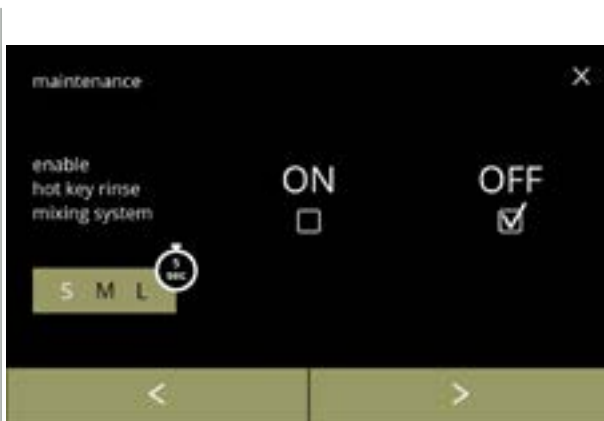 maintenance
X
enable
hot key rinse
mixing system
ON
OFF
5
sec
S M L
<
>